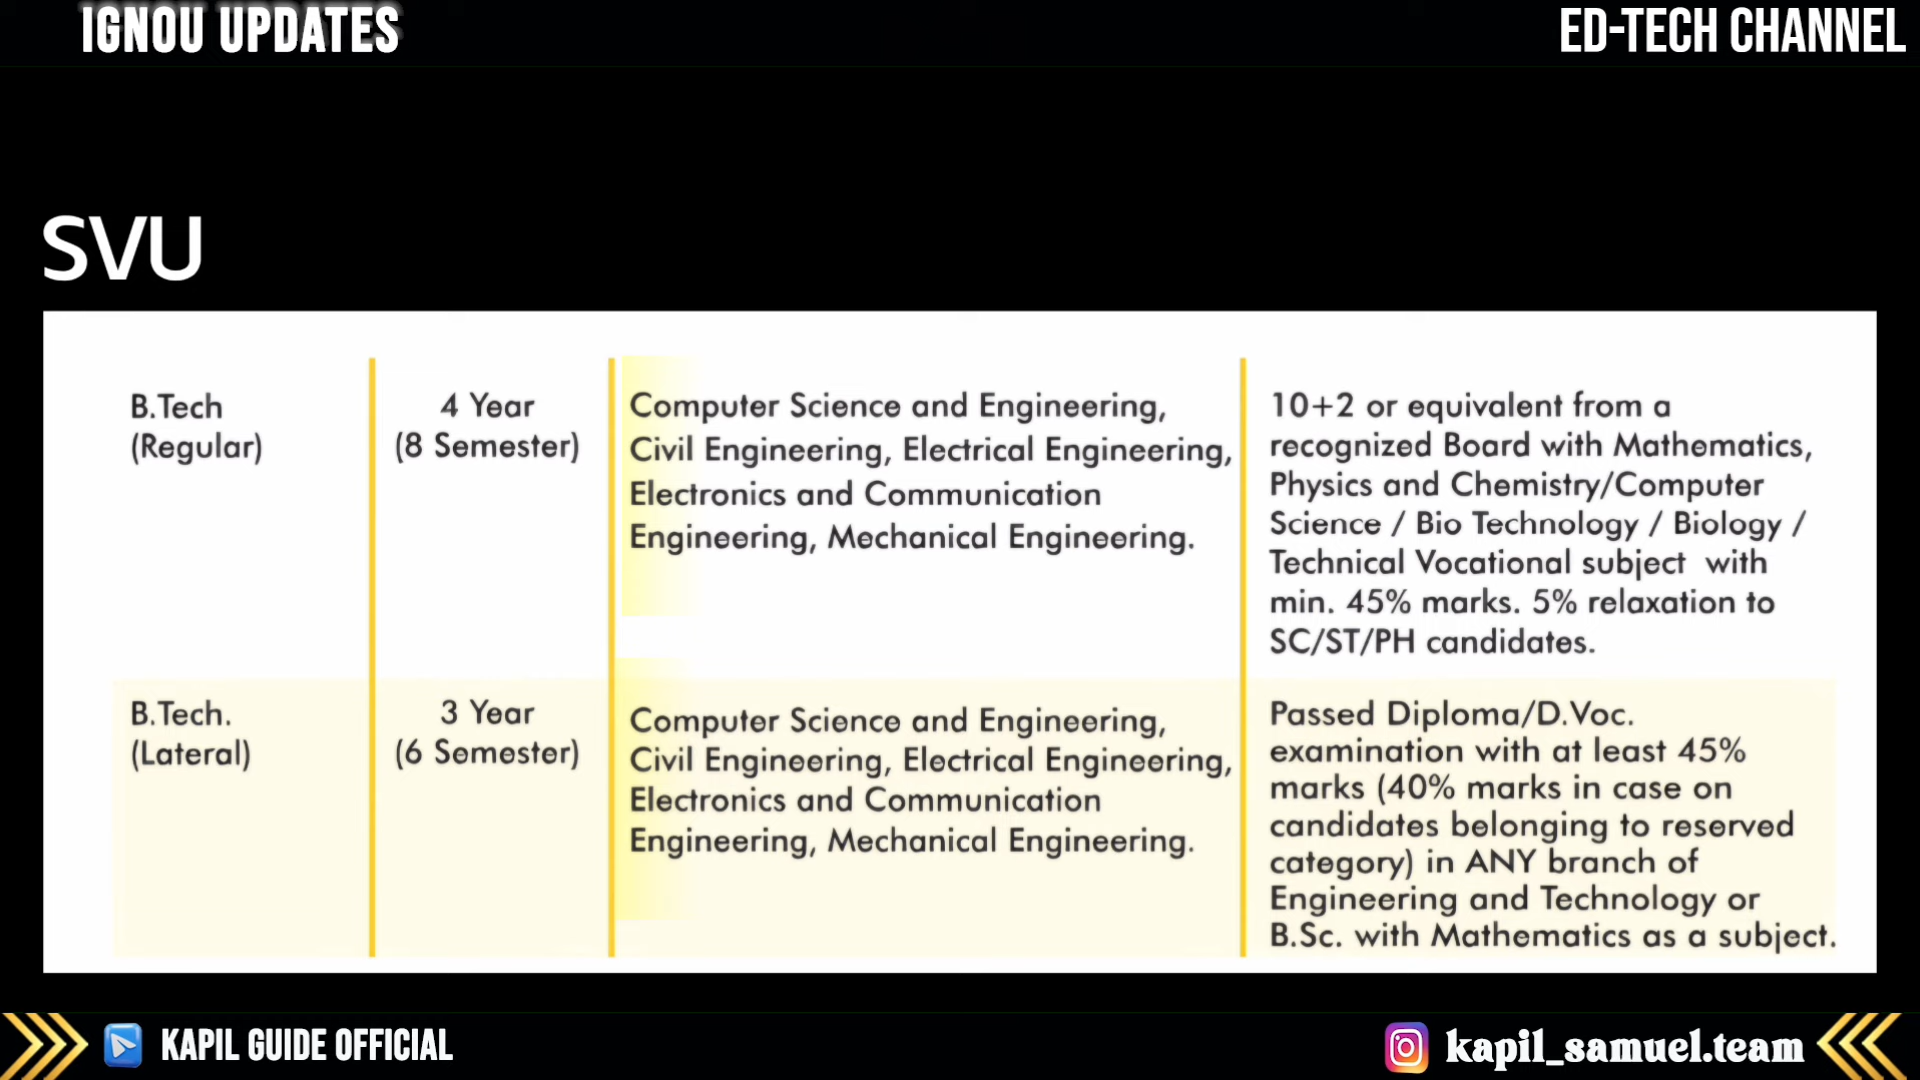 IGNOU UPDATES
ED-TECH CHANNEL
SVU
B.Tech
(Regular)
4 Year
(8 Semester)
Computer Science and Engineering,
Civil Engineering, Electrical Engineering,
Electronics and Communication
Engineering, Mechanical Engineering.
10+2 or equivalent from a
recognized Board with Mathematics,
Physics and Chemistry/Computer
Science / Bio Technology / Biology /
Technical Vocational subject with
min. 45% marks. 5% relaxation to
SC/ST/PH candidates.
B.Tech.
(Lateral)
3 Year
(6 Semester)
Computer Science and Engineering,
Civil Engineering, Electrical Engineering,
Electronics and Communication
Engineering, Mechanical Engineering.
Passed Diploma/D.Voc.
examination with at least 45%
marks (40% marks in case on
candidates belonging to reserved
category) in ANY branch of
Engineering and Technology or
B.Sc. with Mathematics as a subject.
KAPIL GUIDE OFFICIAL
kapil_samuel.team